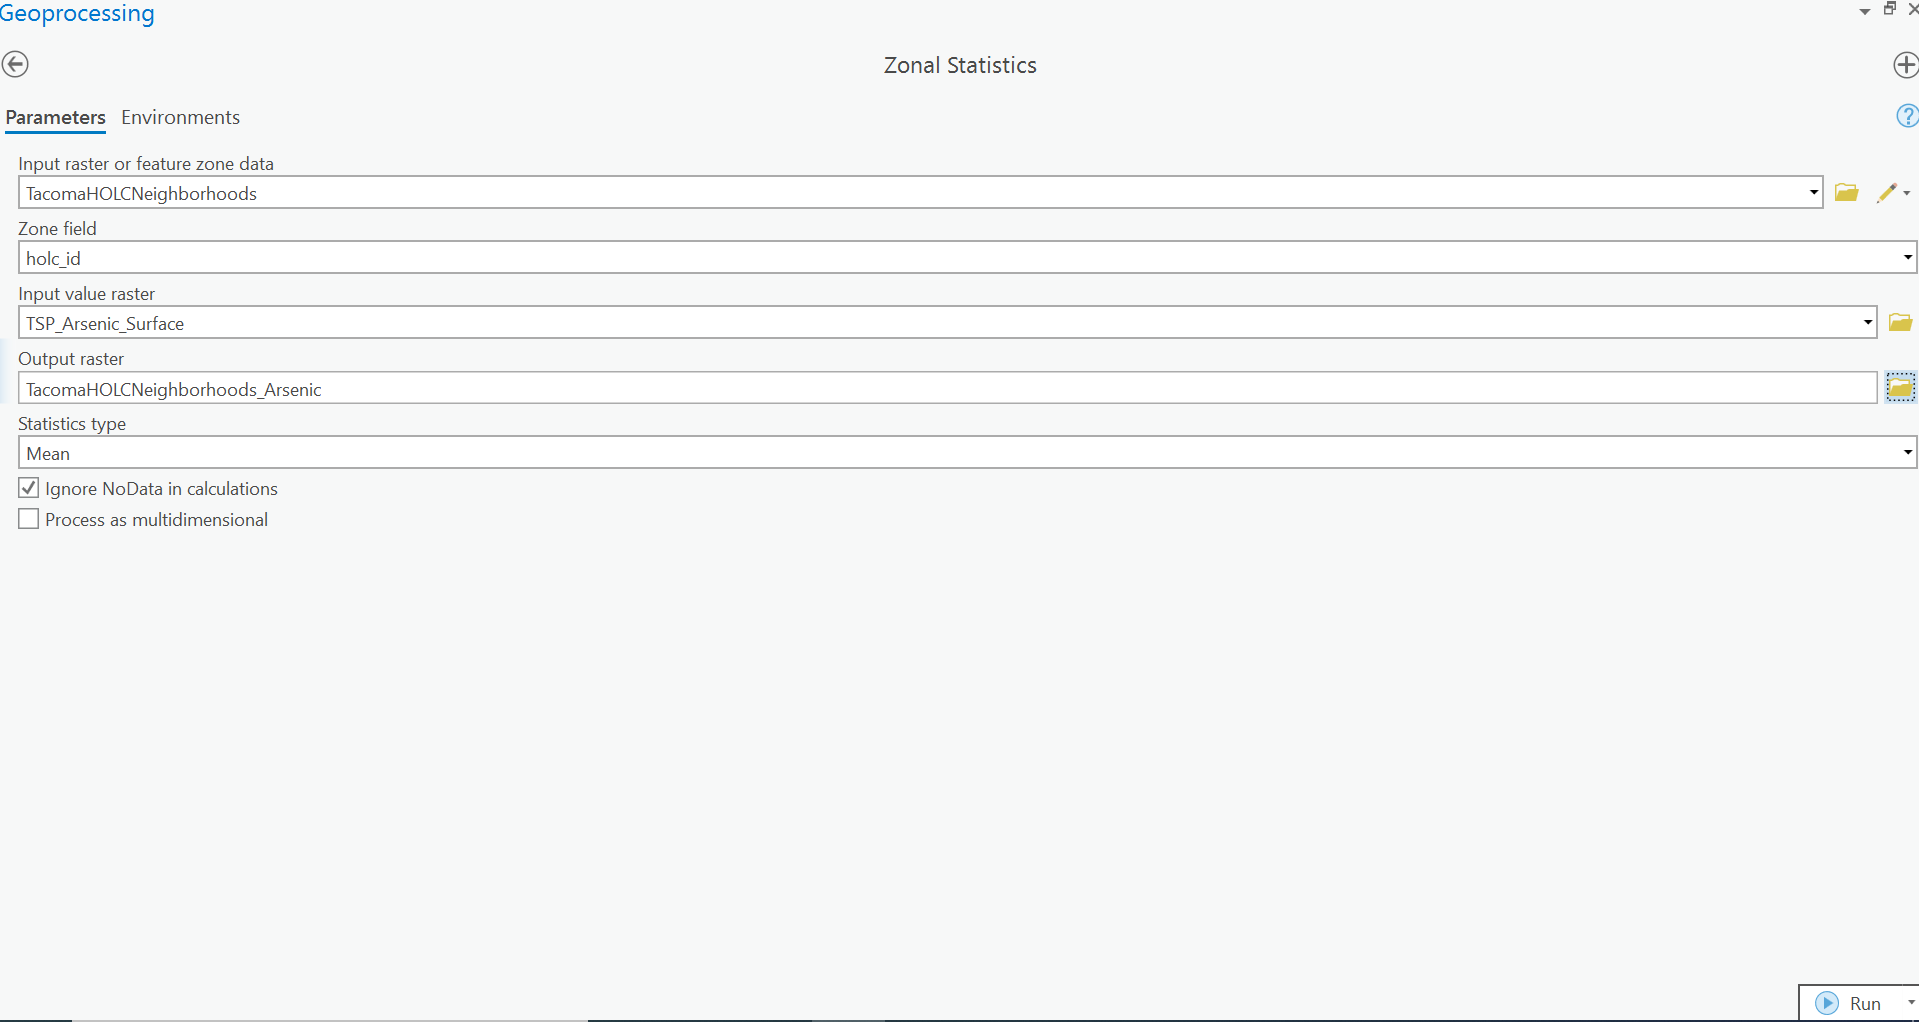 Geoprocessing
Zonal Statistics
Parameters Environments
Input raster or feature zone data
TacomaHOLCNeighborhoods
Zone field
holc_id
Input value raster
TSP_Arsenic_Surface
Output raster
TacomaHOLCNeighborhoods_Arsenic
Statistics type
Mean
Ignore NoData in calculations
Process as multidimensional
Run